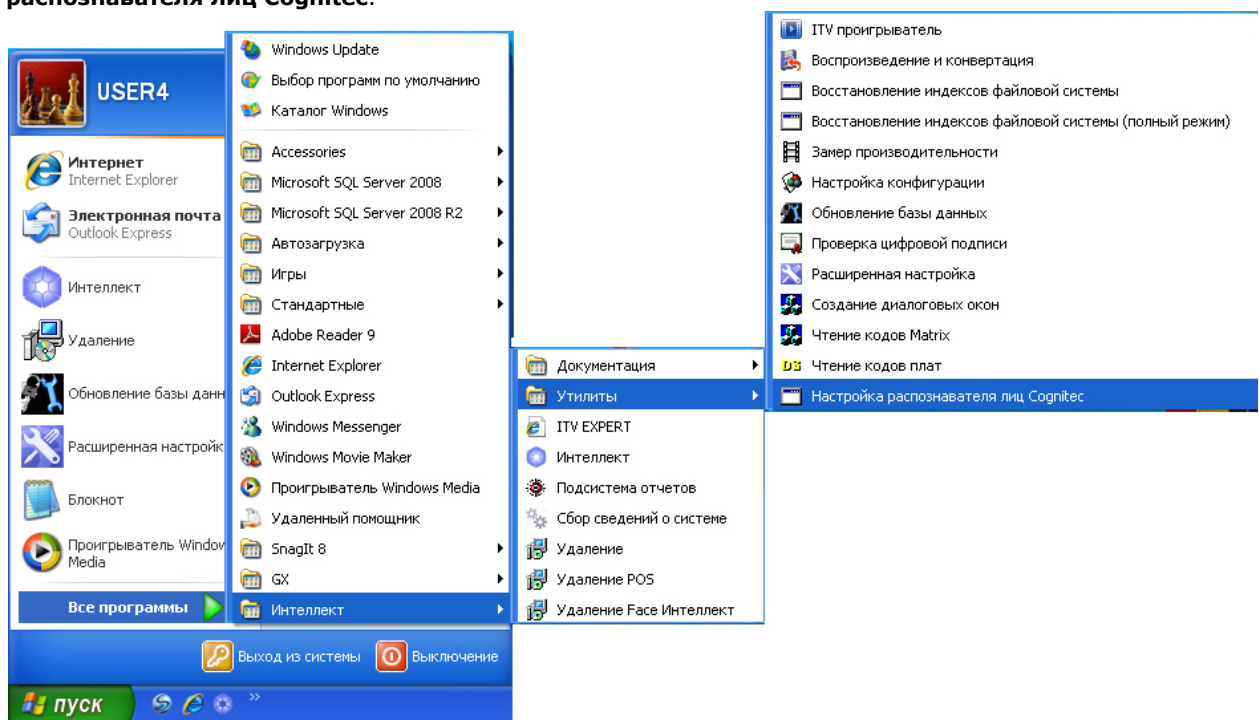 распознавателя лиц Cognitec.
USER4
Интернет
Internet Explorer
Электронная почта
Outlook Express
Интеллект
Удаление
Обновление базы данн
Расширенная настройк
Блокнот
Проигрыватель Window
Media
Все программы
Выход из системы
Выключение
пуск
»
Windows Update
Выбор программ по умолчанию
Каталог Windows
Accessories
Microsoft SQL Server 2008
Microsoft SQL Server 2008 R2
Автозагрузка
Игры
Стандартные
Adobe Reader 9
Internet Explorer
Outlook Express
Windows Messenger
Windows Movie Maker
Проигрыватель Windows Media
Удаленный помощник
SnagIt 8
GX
Интеллект
Документация
Утилиты
ITV EXPERT
Интеллект
Подсистема отчетов
Сбор сведений о системе
Удаление
Удаление POS
Удаление Face Интеллект
ITV проигрыватель
Воспроизведение и конвертация
Восстановление индексов файловой системы
Восстановление индексов файловой системы (полный режим)
Замер производительности
Настройка конфигурации
Обновление базы данных
Проверка цифровой подписи
Расширенная настройка
Создание диалоговых окон
Чтение кодов Matrix
Чтение кодов плат
Настройка распознавателя лиц Cognitec